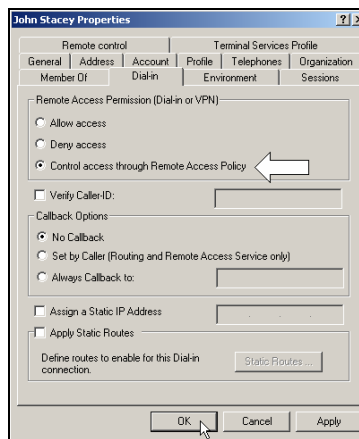 John Stacey Properties
Remote control Terminal Services Profile
General Address Account Profile Telephones Organization
Member Of Dial-in Environment Sessions
Remote Access Permission (Dial-in or VPN)
Allow access
Deny access
Control access through Remote Access Policy
Verify Caller-ID:
Callback Options
No Callback
Set by Caller (Routing and Remote Access Service only)
Always Callback to:
Assign a Static IP Address
Apply Static Routes
Define routes to enable for this Dial-in
connection.
Static Routes ...
OK Cancel Apply